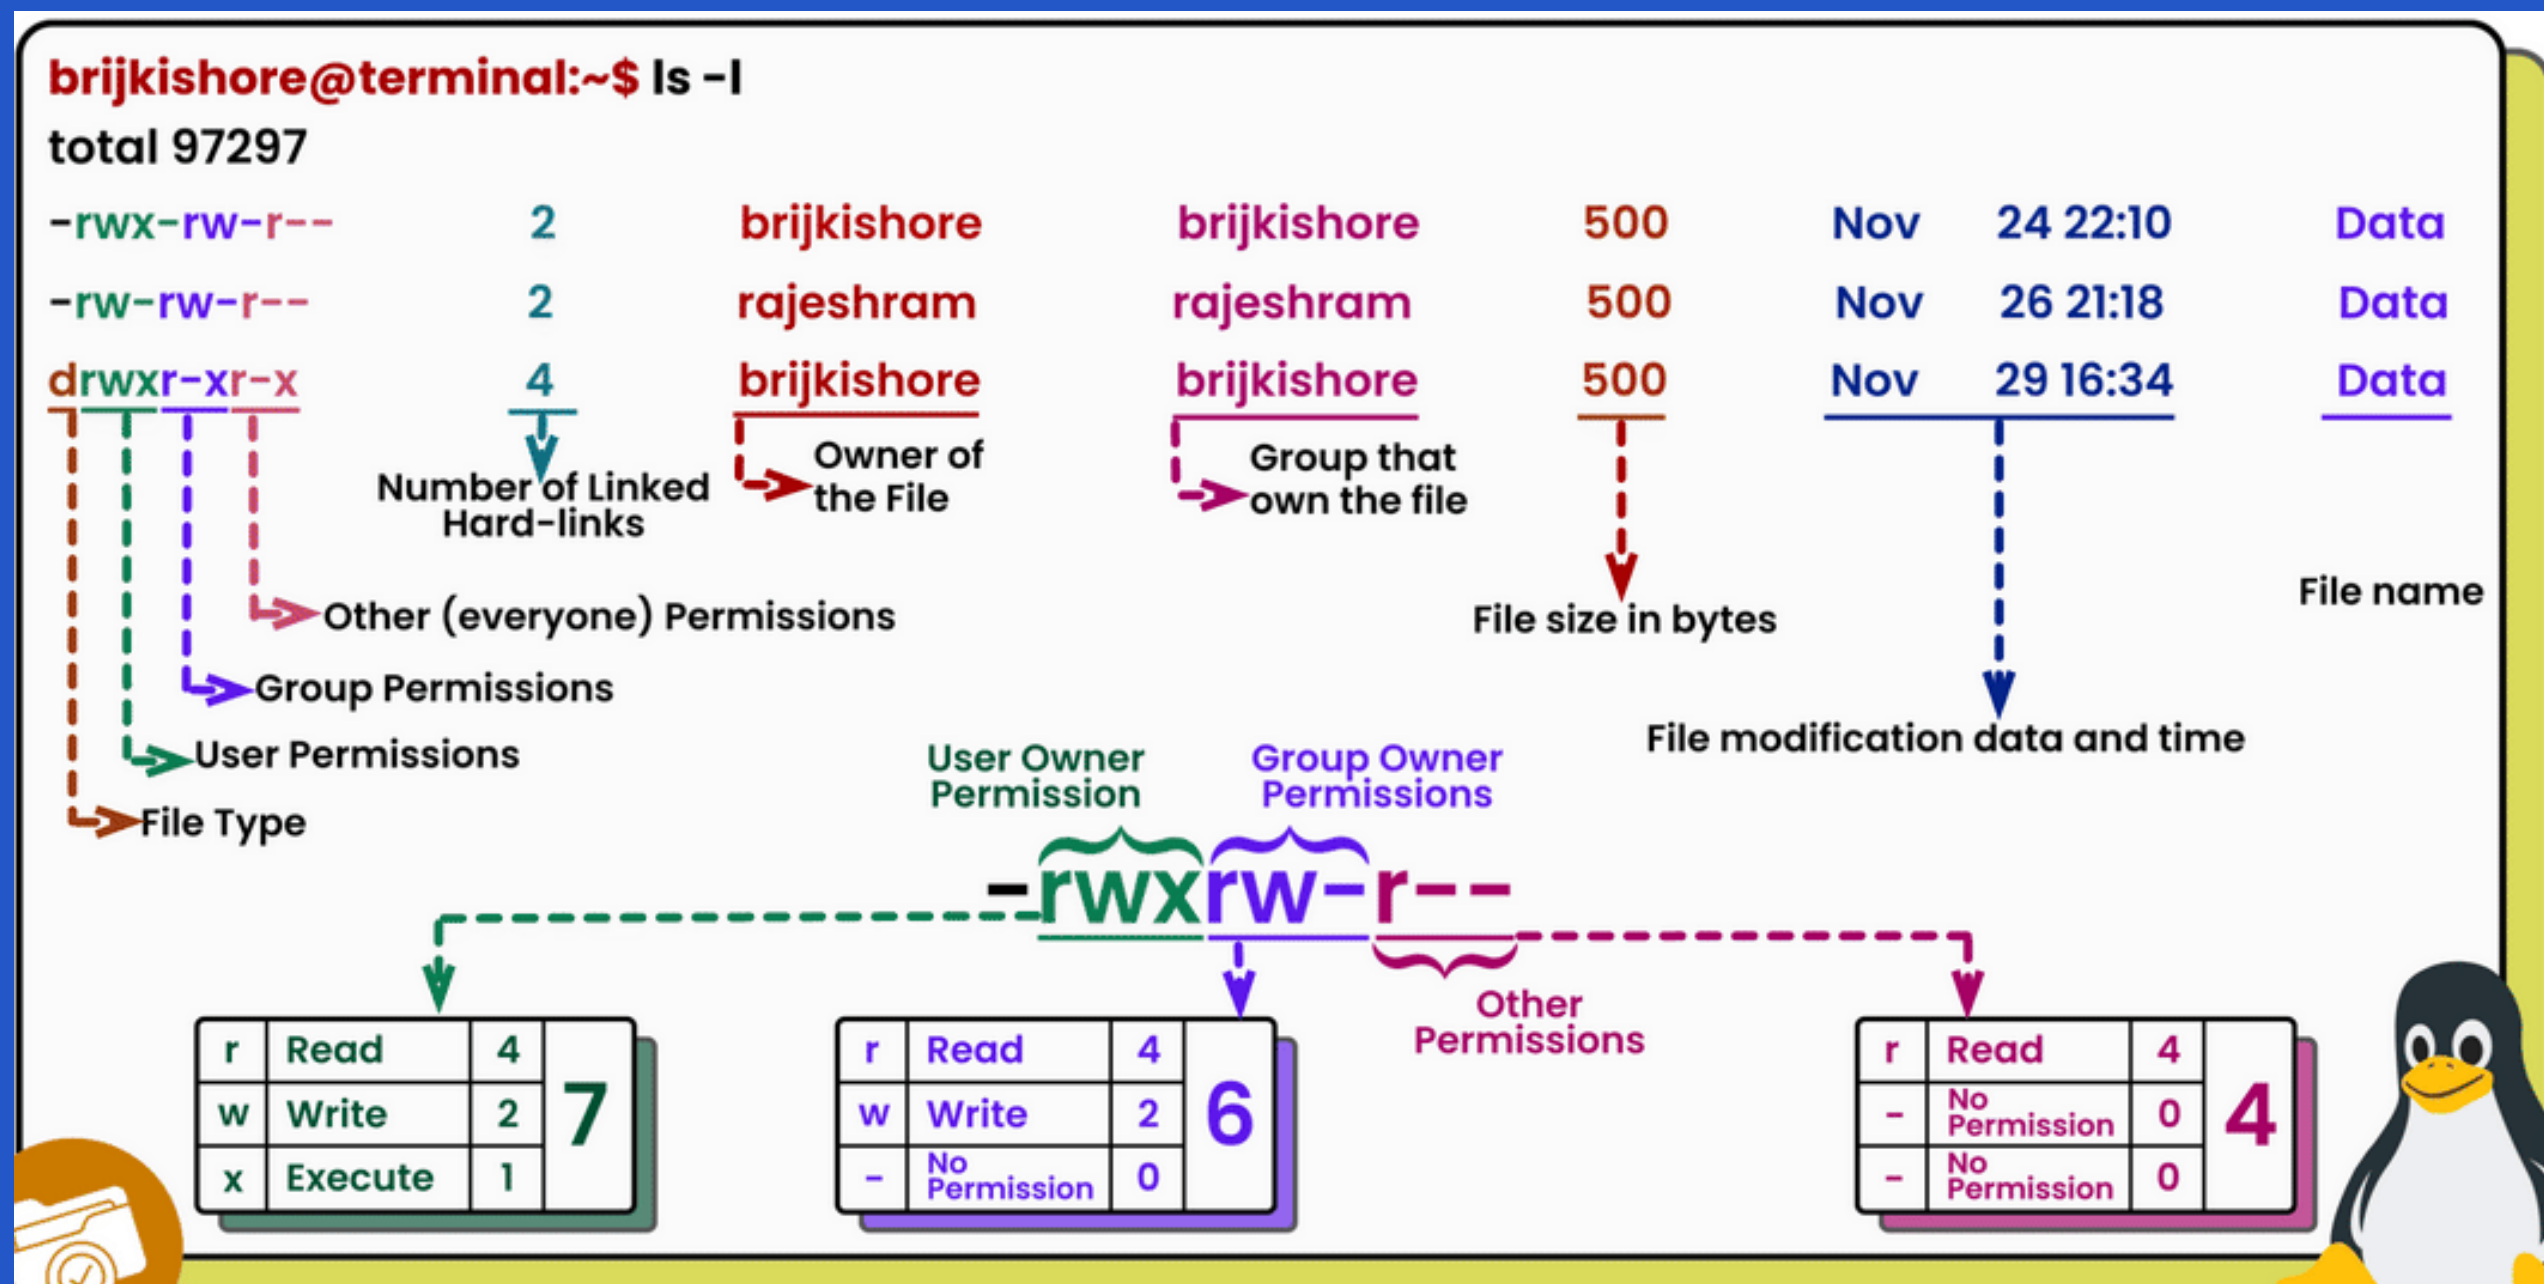 brijkishore@terminal:~$ ls -l
total 97297
-rwx-rw-r-- 2 brijkishore brijkishore 500 Nov 24 22:10 Data
-rw-rw-r-- 2 rajeshram rajeshram 500 Nov 26 21:18 Data
drwxr-xr-x 4 brijkishore brijkishore 500 Nov 29 16:34 Data
Number of Linked
Hard-links
Owner of
the File
Group that
own the file
File size in bytes
File modification data and time
File name
Other (everyone) Permissions
Group Permissions
User Permissions
File Type
User Owner
Permission
Group Owner
Permissions
-rwxrw-r--
Other
Permissions
r Read 4
w Write 2
x Execute 1
7
r Read 4
w Write 2
- No
Permission 0
6
r Read 4
- No
Permission 0
- No
Permission 0
4